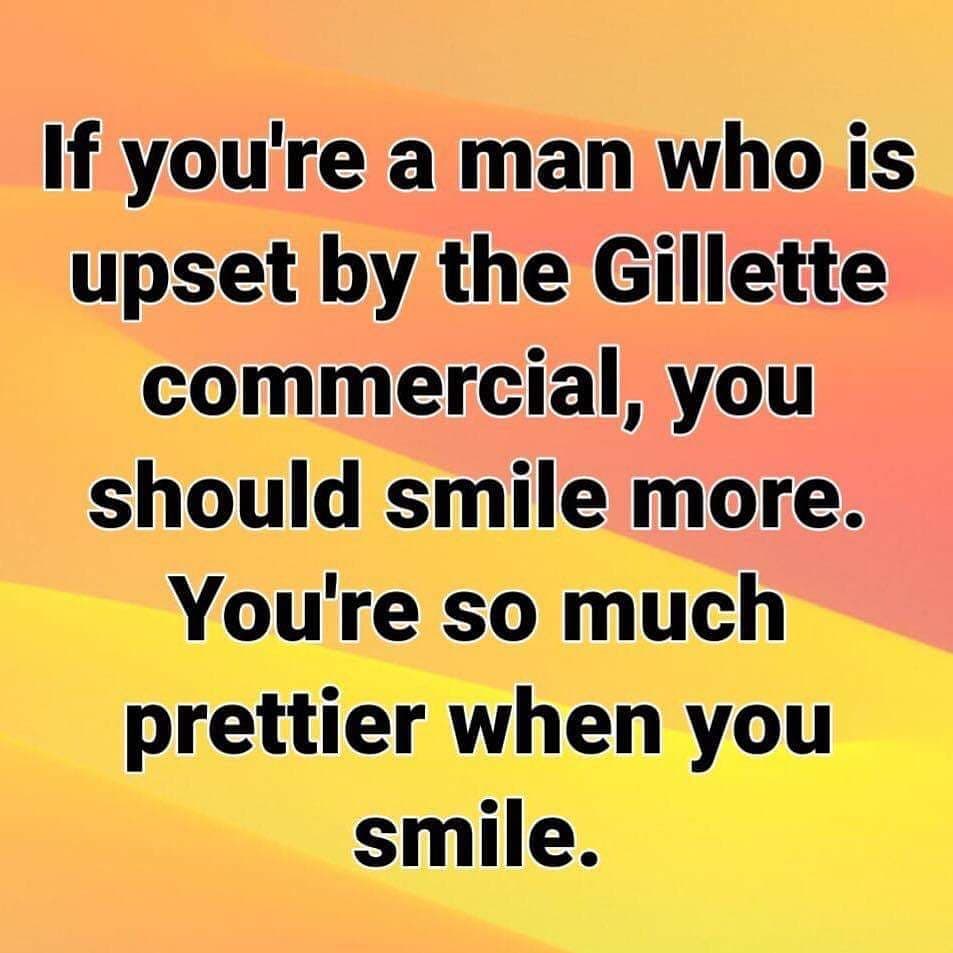 If you're a man who is
upset by the Gillette
commercial, you
should smile more.
You're so much
prettier when you
smile.